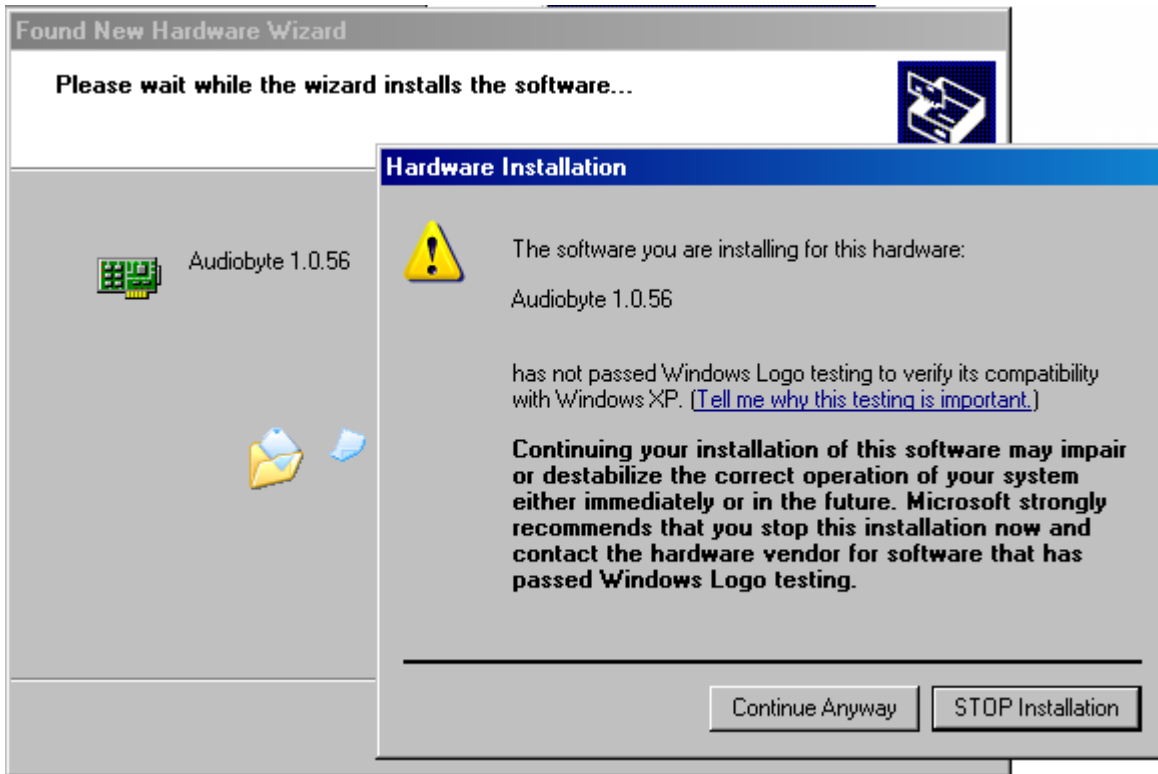 Found New Hardware Wizard
Please wait while the wizard installs the software...
Audiobyte 1.0.56
Hardware Installation
The software you are installing for this hardware:
Audiobyte 1.0.56
has not passed Windows Logo testing to verify its compatibility
with Windows XP. (Tell me why this testing is important.)
Continuing your installation of this software may impair
or destabilize the correct operation of your system
either immediately or in the future. Microsoft strongly
recommends that you stop this installation now and
contact the hardware vendor for software that has
passed Windows Logo testing.
Continue Anyway
STOP Installation